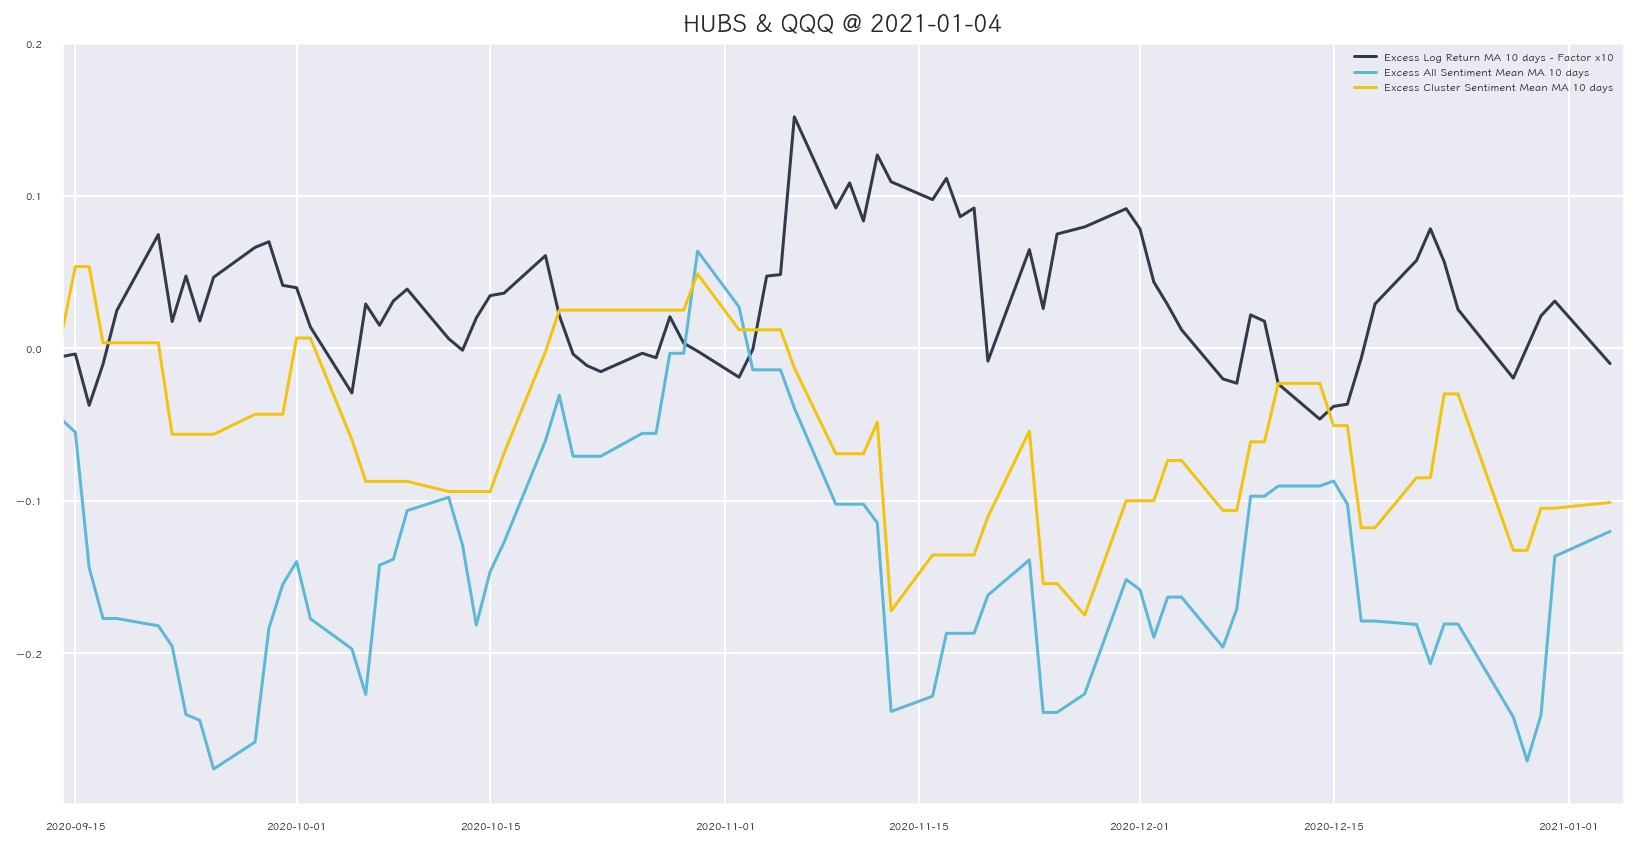 HUBS & QQQ @ 2021-01-04
0.2
0.1
0.0
−0.1
−0.2
Excess Log Return MA 10 days - Factor x10
Excess All Sentiment Mean MA 10 days
Excess Cluster Sentiment Mean MA 10 days
2020-09-15 2020-10-01 2020-10-15 2020-11-01 2020-11-15 2020-12-01 2020-12-15 2021-01-01